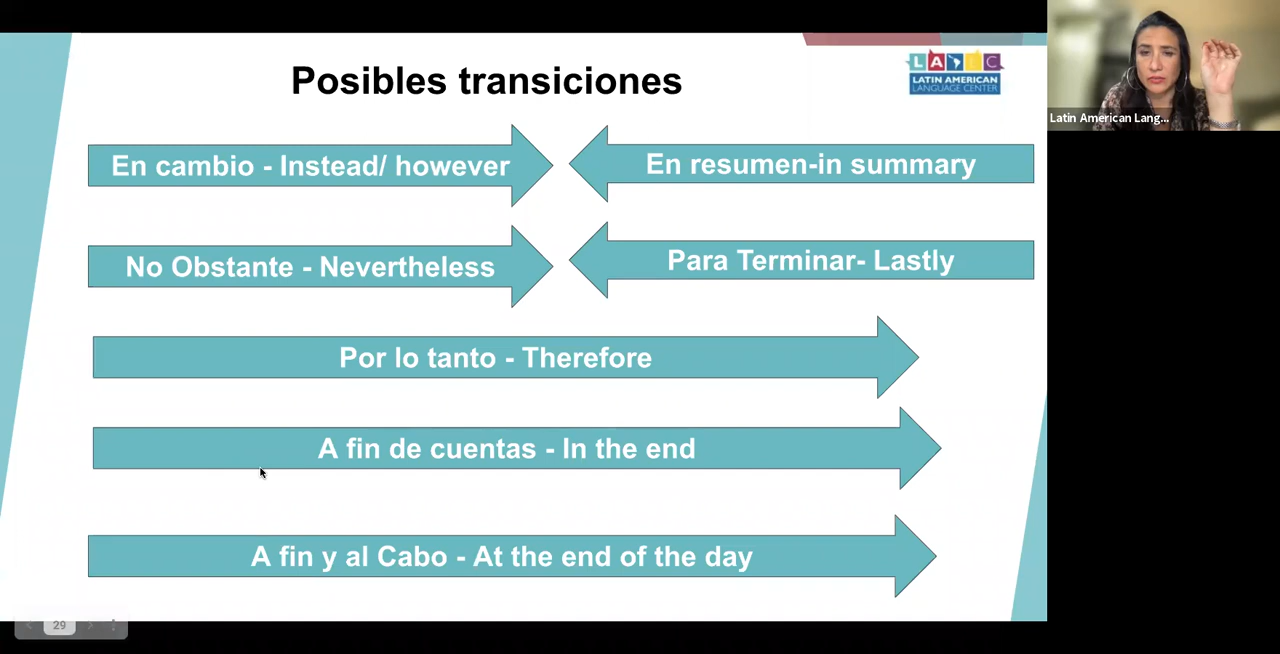 Posibles transiciones
LATIC
LATIN AMERICAN
LANGUAGE CENTER
Latin American Lang...
En cambio - Instead/ however
En resumen-in summary
No Obstante - Nevertheless
Para Terminar- Lastly
Por lo tanto - Therefore
A fin de cuentas - In the end
A fin y al Cabo - At the end of the day
29